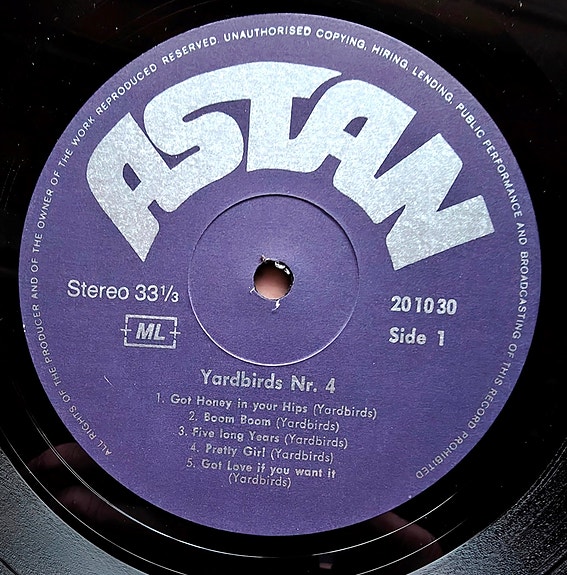 ALL RIGHTS OF THE PRODUCER AND OF THE OWNER OF THE WORK REPRODUCED RESERVED. UNAUTHORISED COPYING, HIRING, LENDING, PUBLIC PERFORMANCE AND BROADCASTING OF THIS RECORD PROHIBITED
ASTAN
Stereo 33⅓
ML
20 10 30
Side 1
Yardbirds Nr. 4
1. Got Honey in your Hips (Yardbirds)
2. Boom Boom (Yardbirds)
3. Five long Years (Yardbirds)
4. Pretty Girl (Yardbirds)
5. Got Love if you want it
(Yardbirds)